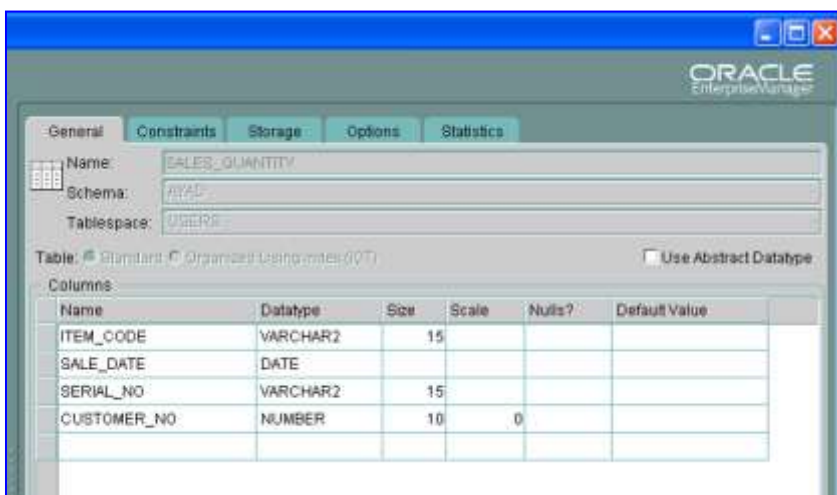 ORACLE
EnterpriseManager
General Constraints Storage Options Statistics
Name: SALES_QUANTITY
Schema: AYAD
Tablespace: USERS
Table: Standard Organized Using Index (IOT) Use Abstract Datatype
Columns
Name Datatype Size Scale Nulls? Default Value
ITEM_CODE VARCHAR2 15
SALE_DATE DATE
SERIAL_NO VARCHAR2 15
CUSTOMER_NO NUMBER 10 0